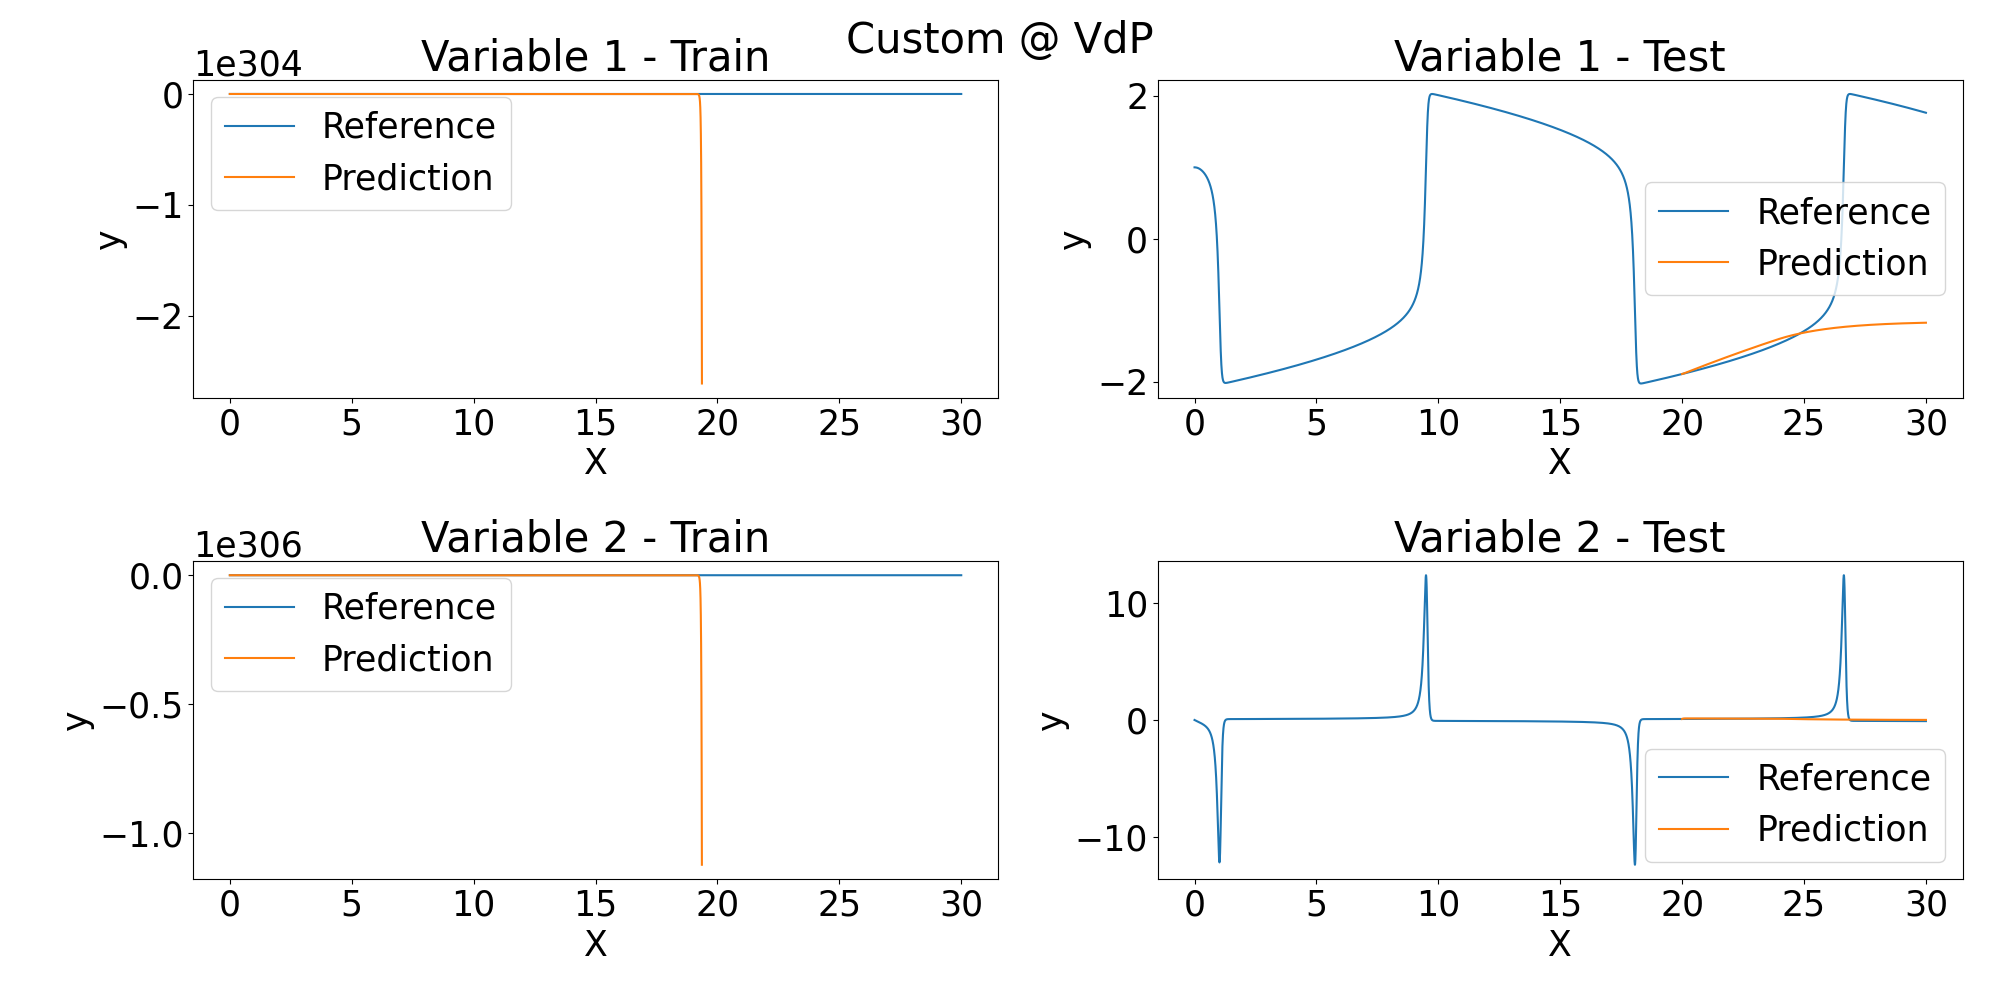 Custom @ VdP
Variable 1 - Train
1e304
0
−1
−2
y
Reference
Prediction
0 5 10 15 20 25 30
X
Variable 1 - Test
2
0
−2
y
Reference
Prediction
0 5 10 15 20 25 30
X
Variable 2 - Train
1e306
0.0
−0.5
−1.0
y
Reference
Prediction
0 5 10 15 20 25 30
X
Variable 2 - Test
10
0
−10
y
Reference
Prediction
0 5 10 15 20 25 30
X